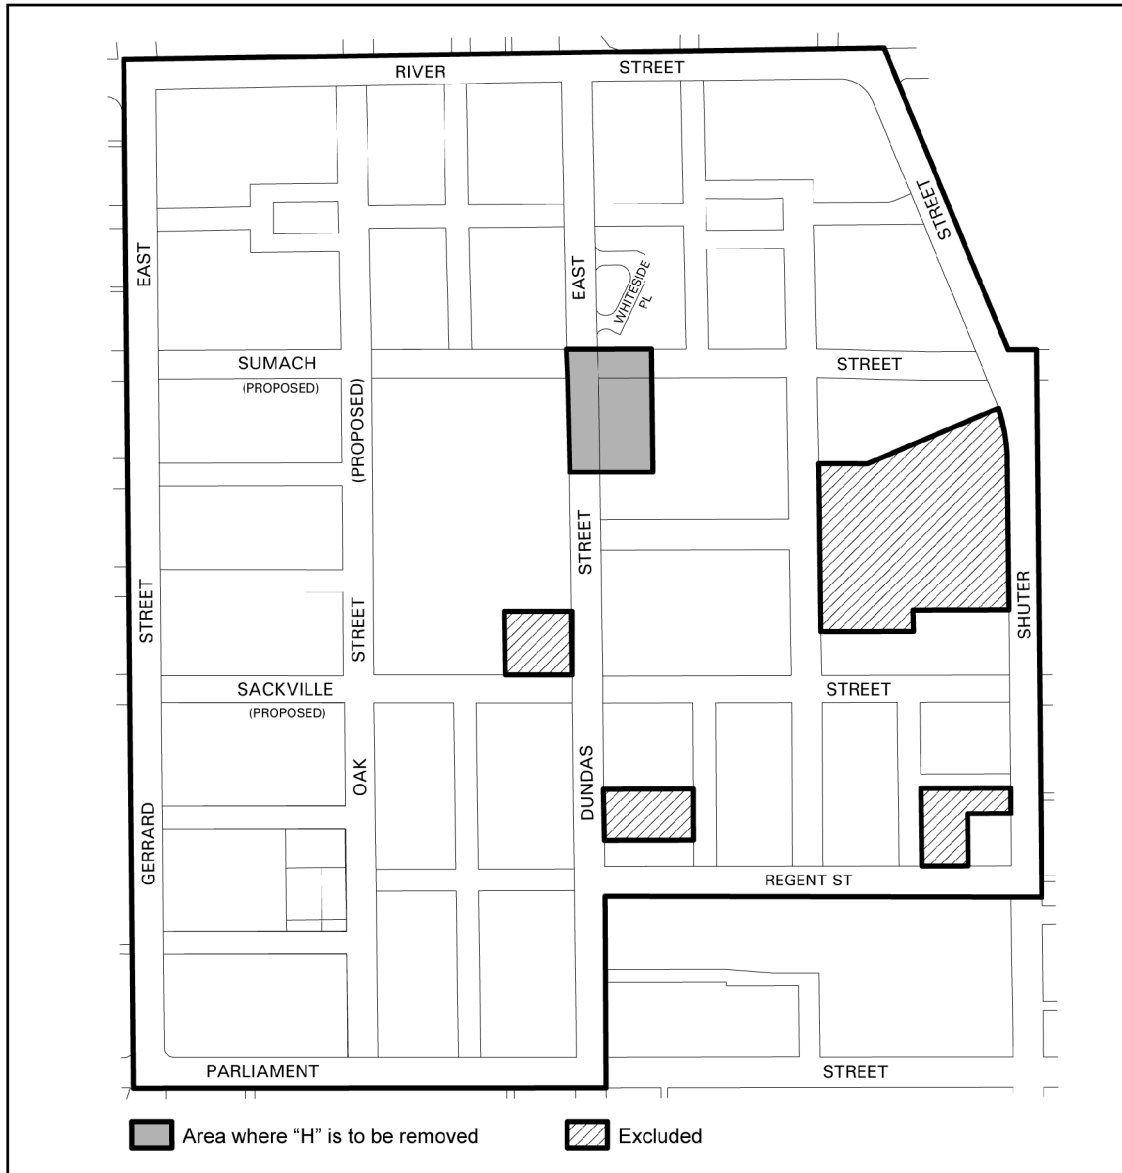 RIVER STREET
STREET
EAST
EAST
WHITESIDE
PL
SUMACH STREET
(PROPOSED)
(PROPOSED)
STREET
STREET
STREET
SHUTER
SACKVILLE STREET
(PROPOSED)
OAK
DUNDAS
GERRARD
REGENT ST
PARLIAMENT STREET
Area where “H” is to be removed
Excluded